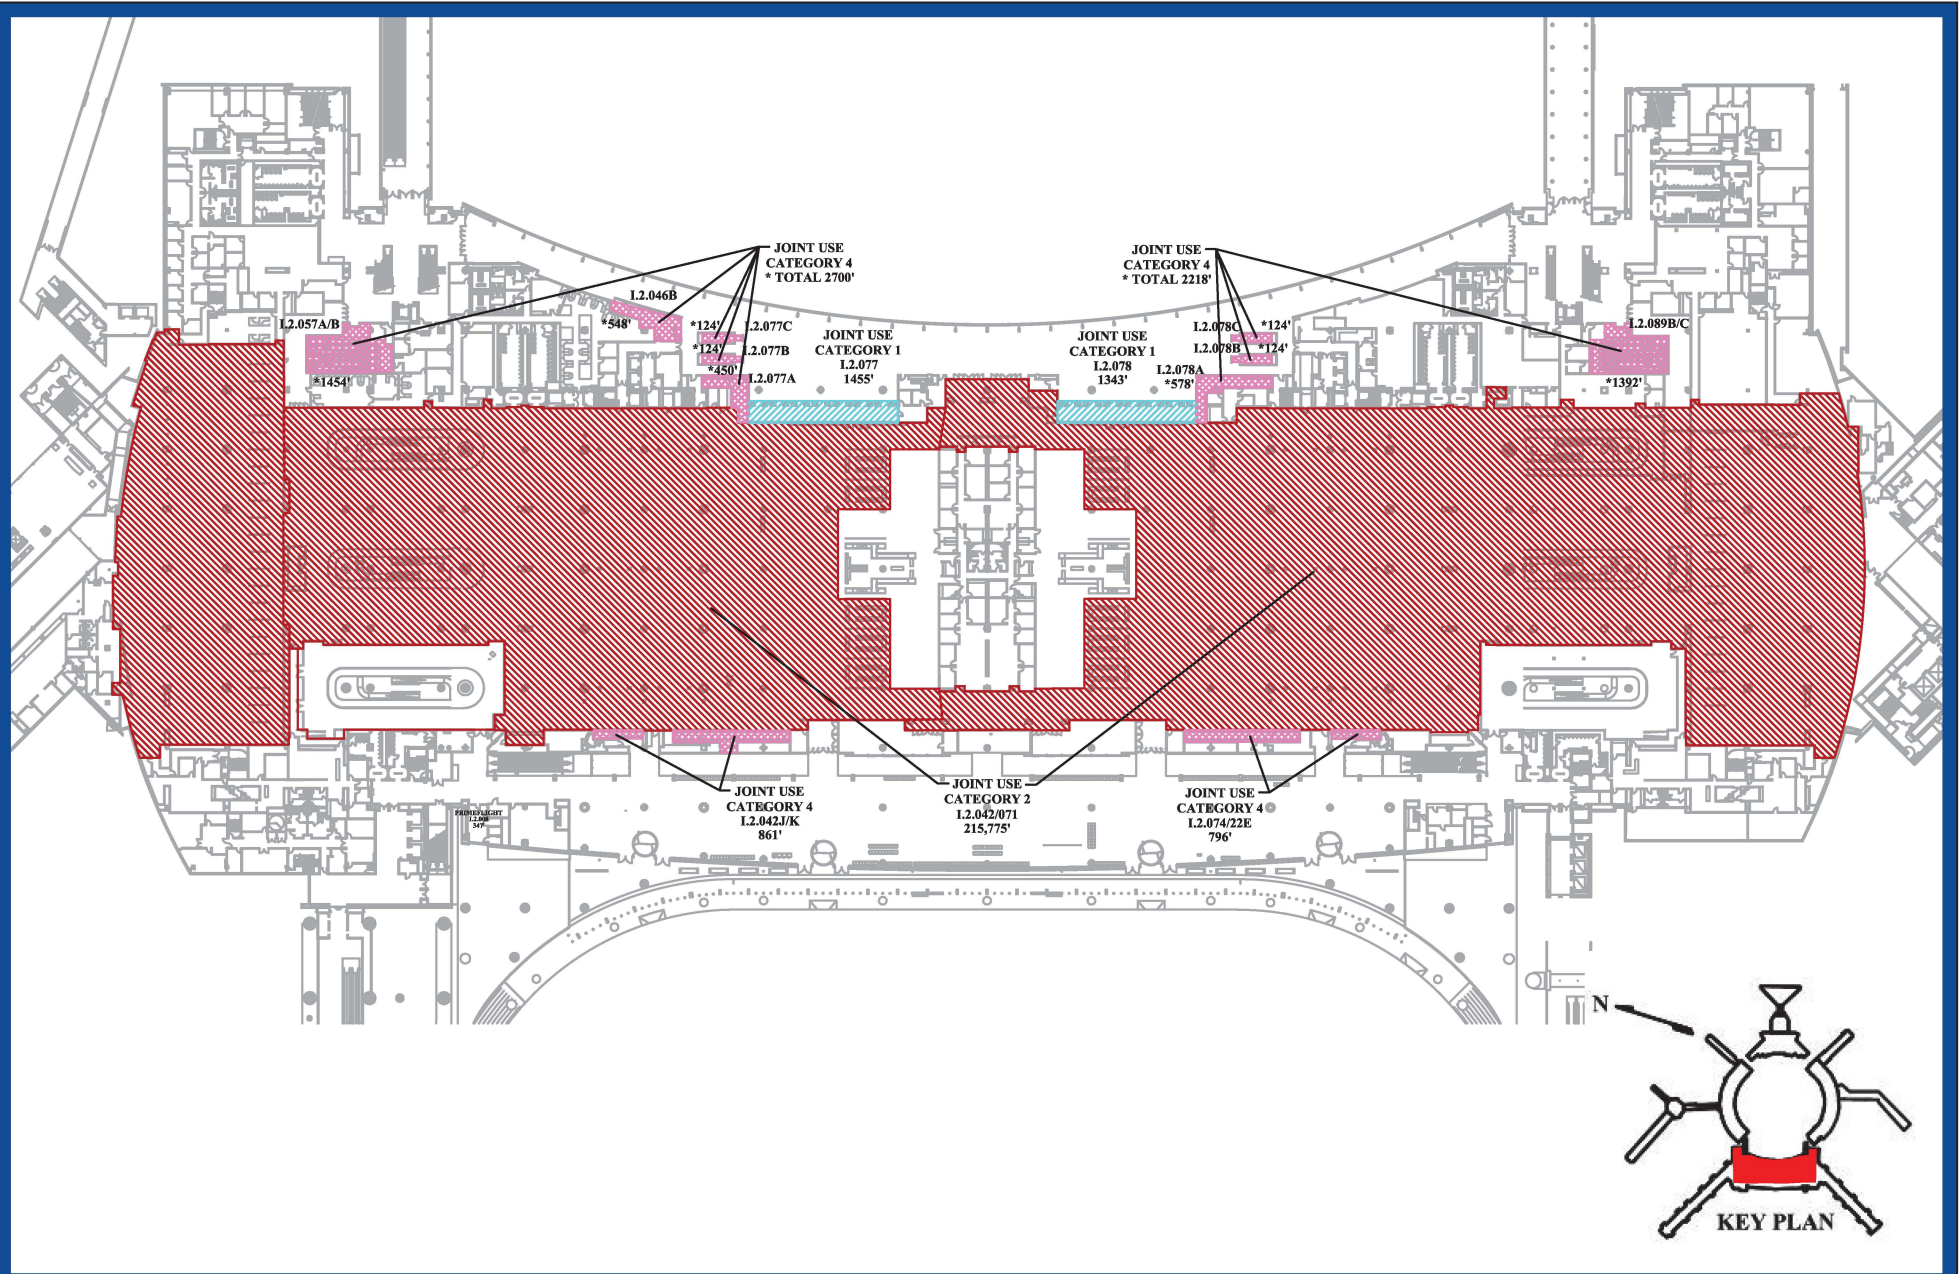 JOINT USE
CATEGORY 4
* TOTAL 2700'
JOINT USE
CATEGORY 4
* TOTAL 2218'
I.2.046B
*548'
I.2.057A/B
*1454'
*124'
I.2.077C
*124'
I.2.077B
*450'
I.2.077A
JOINT USE
CATEGORY 1
I.2.077
1455'
JOINT USE
CATEGORY 1
I.2.078
1343'
I.2.078C
*124'
I.2.078B
*124'
I.2.078A
*578'
I.2.089B/C
*1392'
JOINT USE
CATEGORY 4
I.2.042J/K
861'
JOINT USE
CATEGORY 2
I.2.042/071
215,775'
JOINT USE
CATEGORY 4
I.2.074/22E
796'
PRIMEFLIGHT
I.2.008
347'
N
KEY PLAN